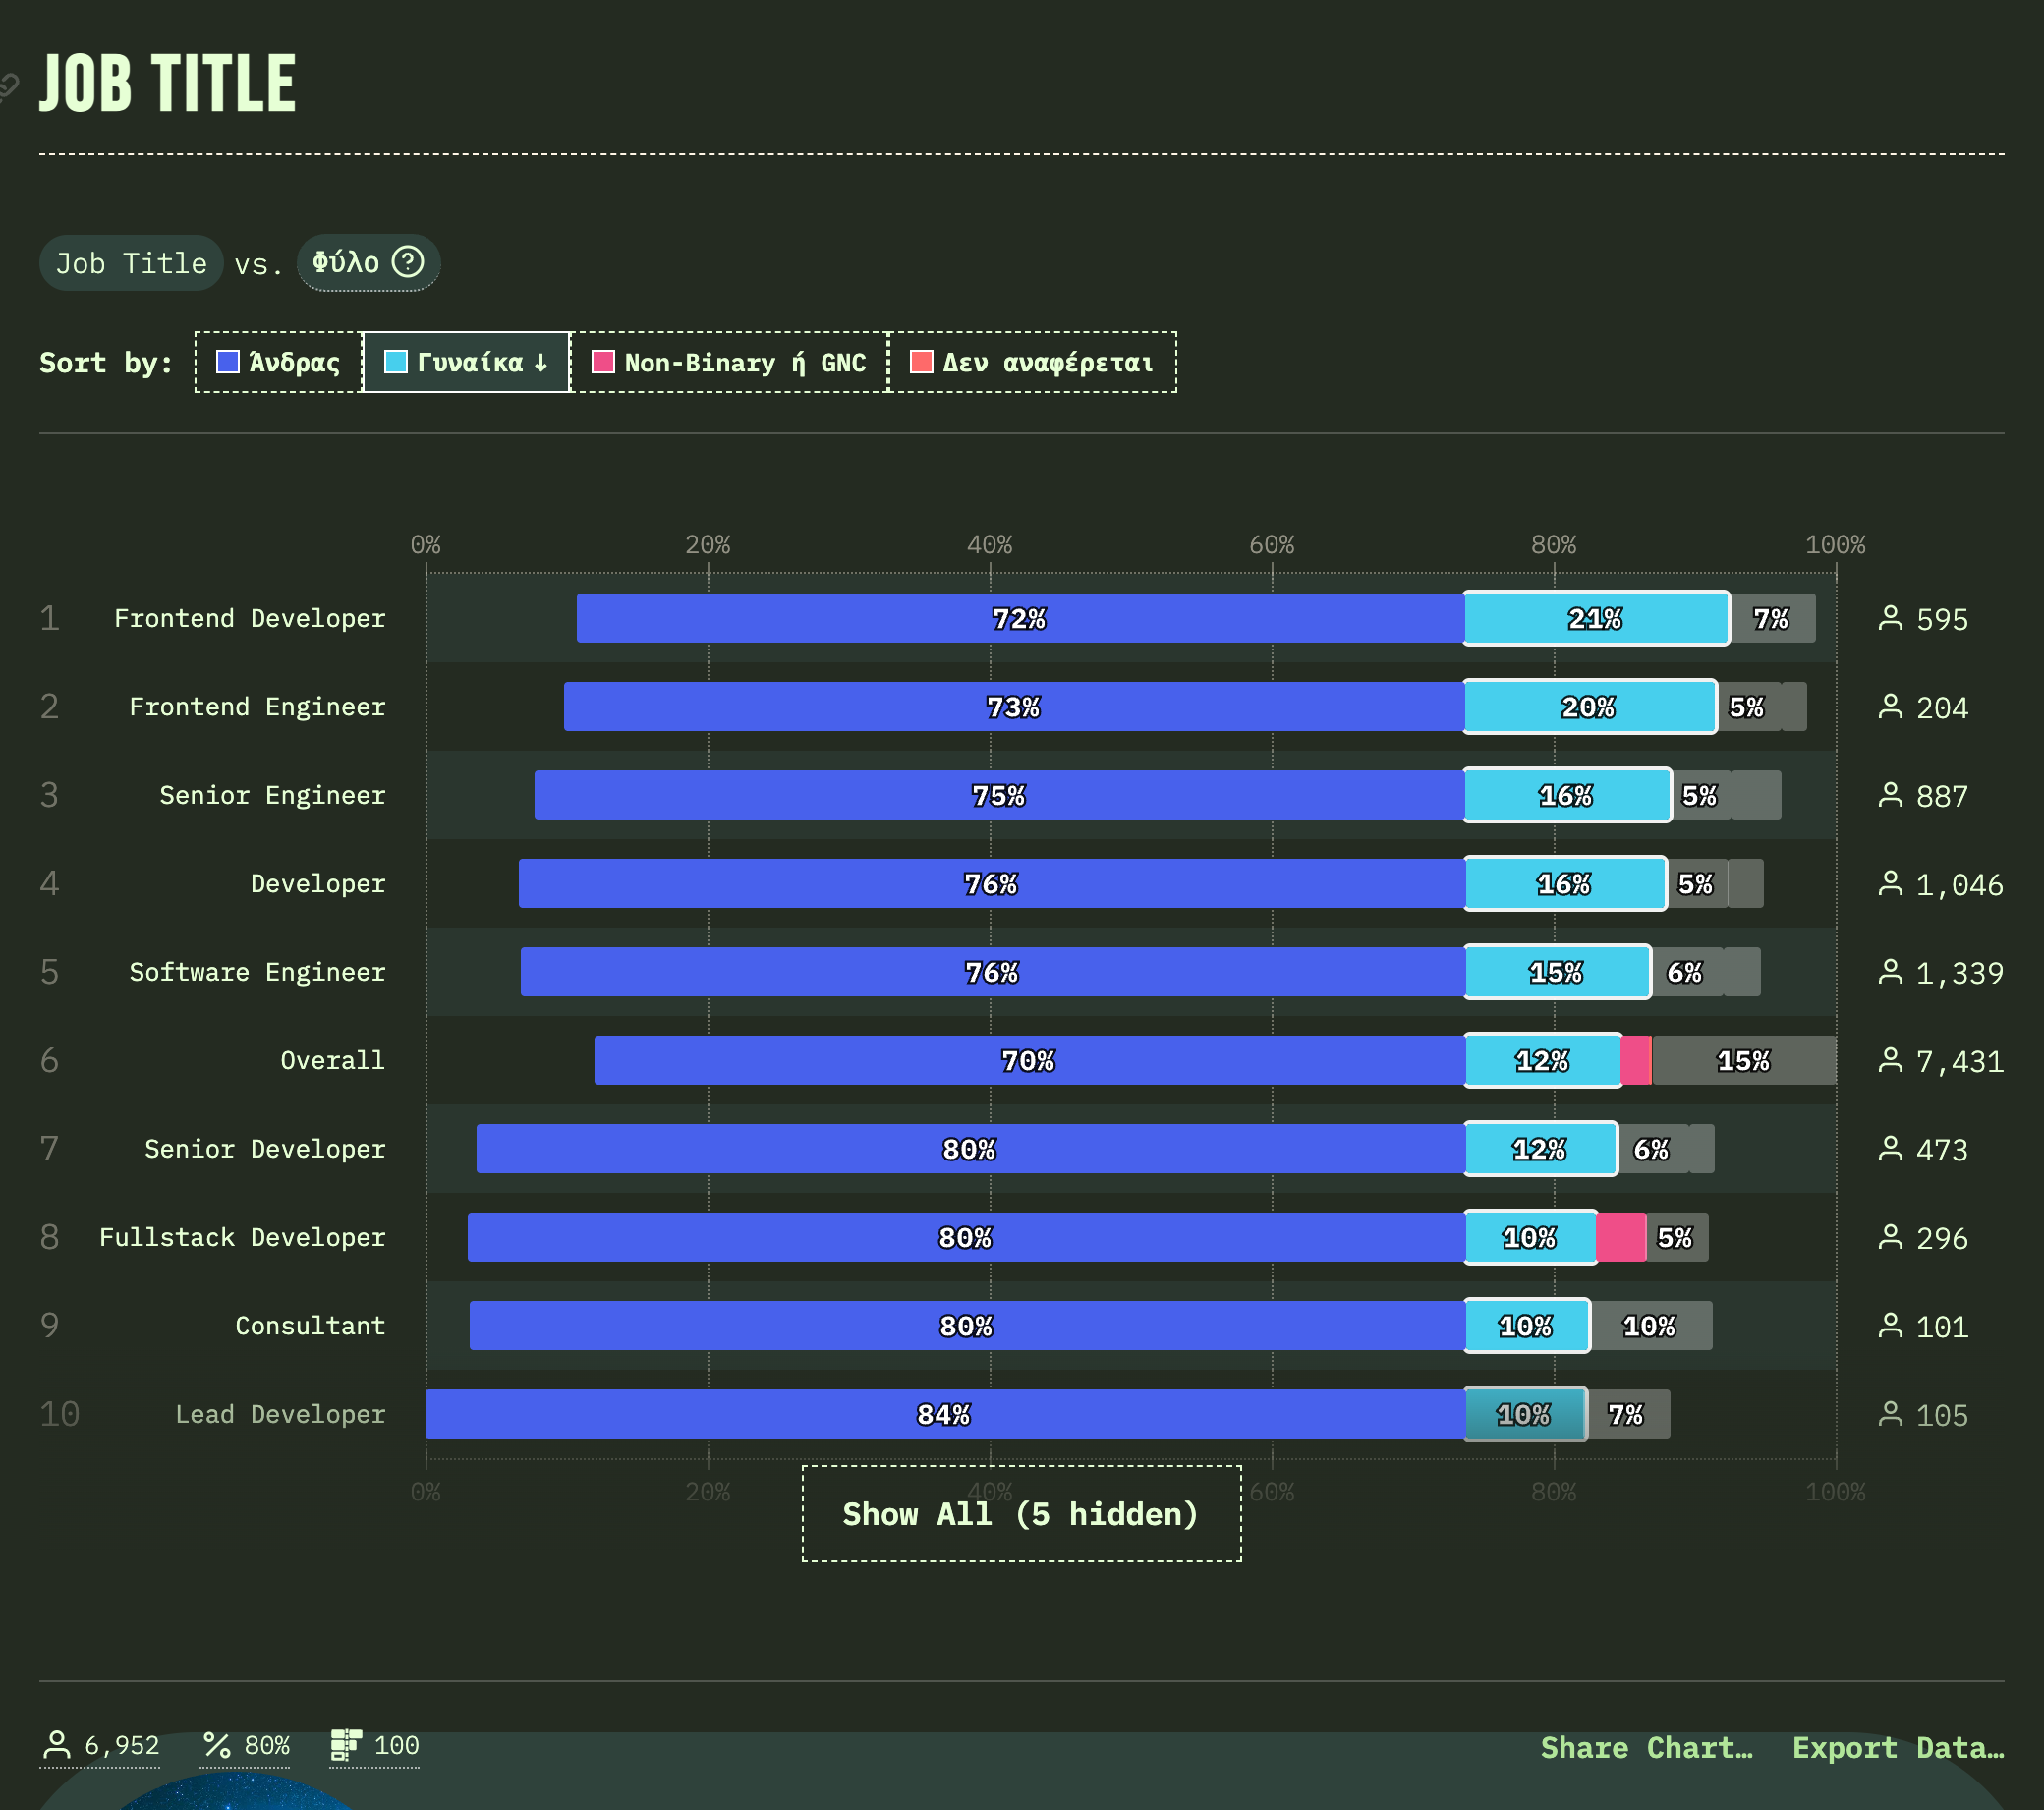 JOB TITLE
Job Title vs. Φύλο ?
Sort by: Άνδρας Γυναίκα ↓ Non-Binary ή GNC Δεν αναφέρεται
0% 20% 40% 60% 80% 100%
1 Frontend Developer 72% 21% 7% 595
2 Frontend Engineer 73% 20% 5% 204
3 Senior Engineer 75% 16% 5% 887
4 Developer 76% 16% 5% 1,046
5 Software Engineer 76% 15% 6% 1,339
6 Overall 70% 12% 15% 7,431
7 Senior Developer 80% 12% 6% 473
8 Fullstack Developer 80% 10% 5% 296
9 Consultant 80% 10% 10% 101
10 Lead Developer 84% 10% 7% 105
0% 20% 40% 60% 80% 100%
Show All (5 hidden)
6,952 % 80% 100 Share Chart… Export Data…